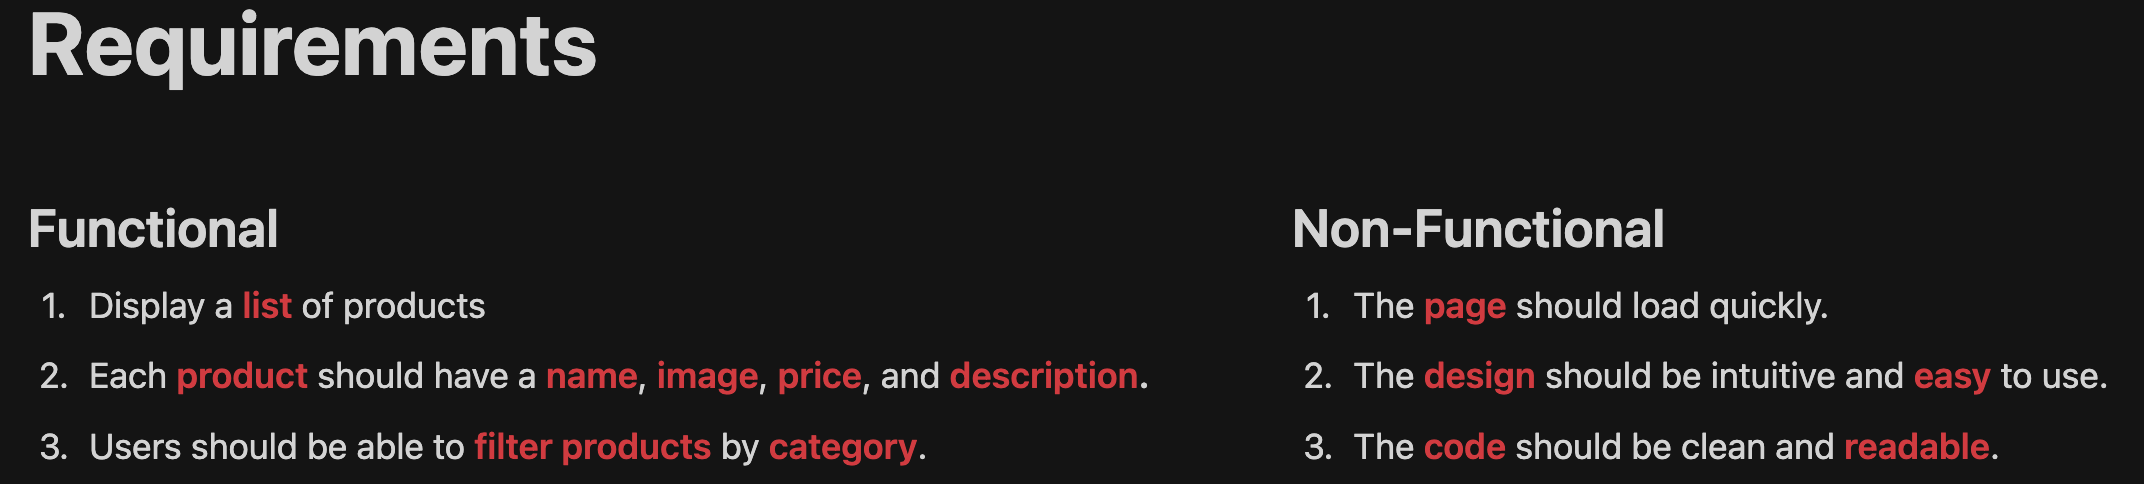 Requirements
Functional
1. Display a list of products
2. Each product should have a name, image, price, and description.
3. Users should be able to filter products by category.
Non-Functional
1. The page should load quickly.
2. The design should be intuitive and easy to use.
3. The code should be clean and readable.